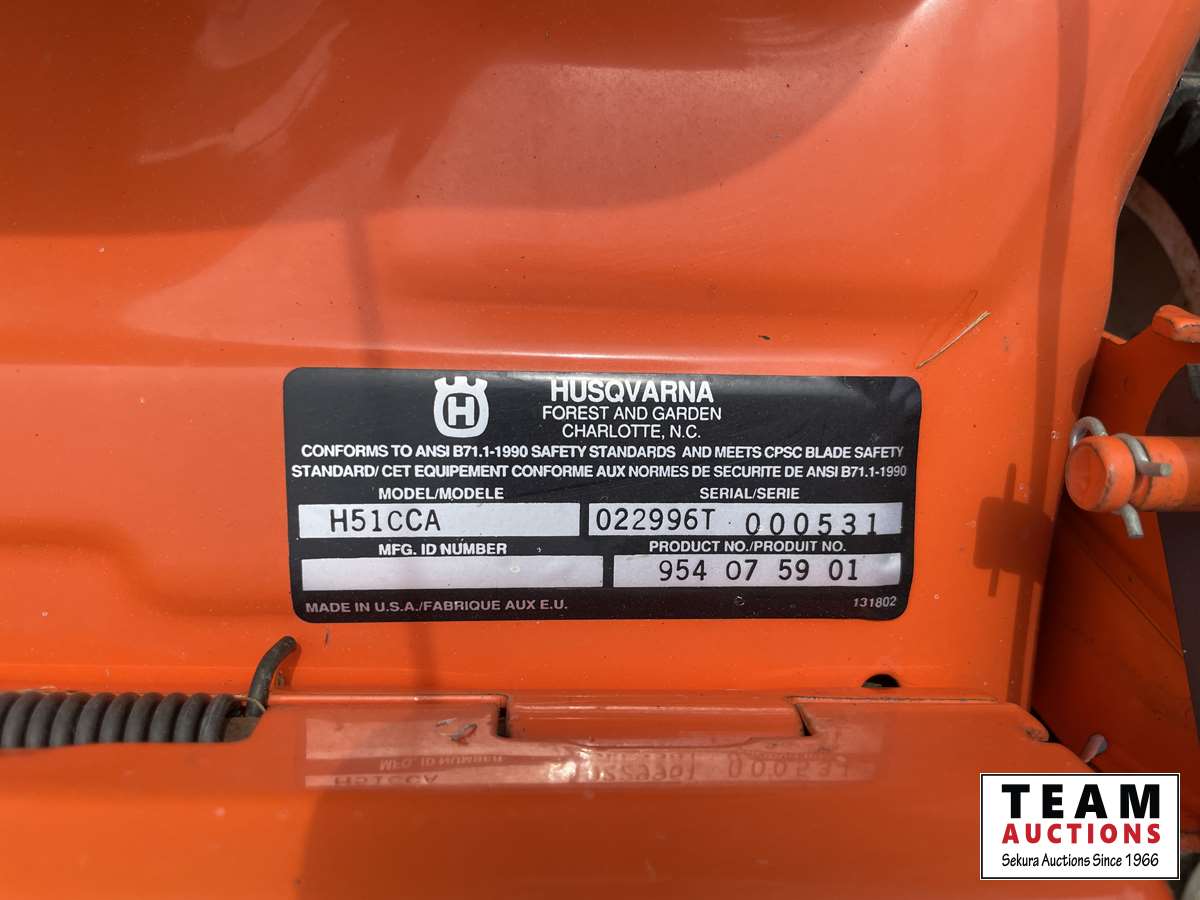 H
HUSQVARNA
FOREST AND GARDEN
CHARLOTTE, N.C.
CONFORMS TO ANSI B71.1-1990 SAFETY STANDARDS AND MEETS CPSC BLADE SAFETY
STANDARD/ CET EQUIPEMENT CONFORME AUX NORMES DE SECURITE DE ANSI B71.1-1990
MODEL/MODELE SERIAL/SERIE
H51CCA 022996T 000531
MFG. ID NUMBER PRODUCT NO./PRODUIT NO.
954 07 59 01
MADE IN U.S.A./FABRIQUE AUX E.U. 131802
TEAM
AUCTIONS
Sekura Auctions Since 1966